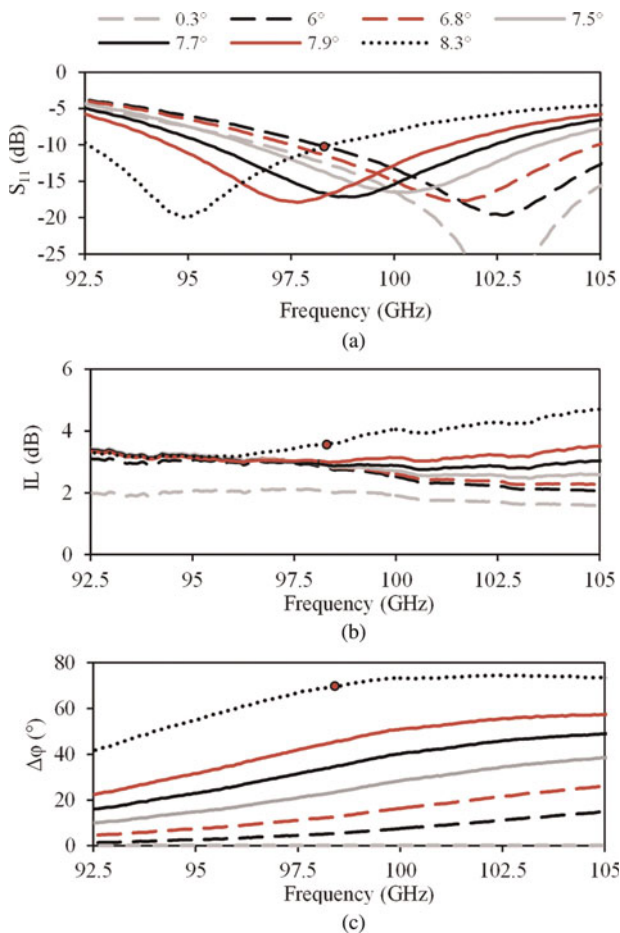 0.3° 6° 6.8° 7.5°
7.7° 7.9° 8.3°
0
-5
-10
-15
-20
-25
S11 (dB)
92.5 95 97.5 100 102.5 105
Frequency (GHz)
(a)
6
4
2
0
IL (dB)
92.5 95 97.5 100 102.5 105
Frequency (GHz)
(b)
80
60
40
20
0
Δφ (°)
92.5 95 97.5 100 102.5 105
Frequency (GHz)
(c)